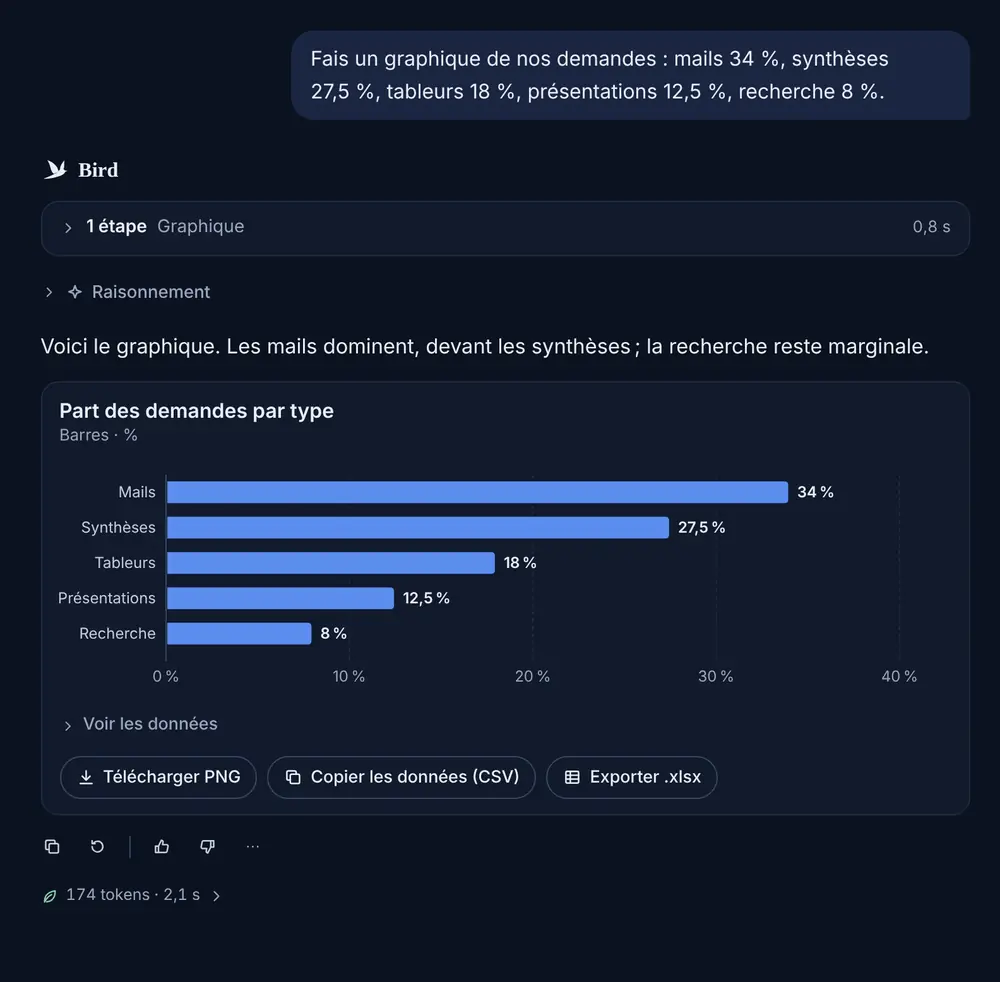 Fais un graphique de nos demandes : mails 34 %, synthèses
27,5 %, tableurs 18 %, présentations 12,5 %, recherche 8 %.
Bird
1 étape Graphique 0,8 s
Raisonnement
Voici le graphique. Les mails dominent, devant les synthèses ; la recherche reste marginale.
Part des demandes par type
Barres · %
Mails 34 %
Synthèses 27,5 %
Tableurs 18 %
Présentations 12,5 %
Recherche 8 %
0 % 10 % 20 % 30 % 40 %
Voir les données
Télécharger PNG Copier les données (CSV) Exporter .xlsx
174 tokens · 2,1 s